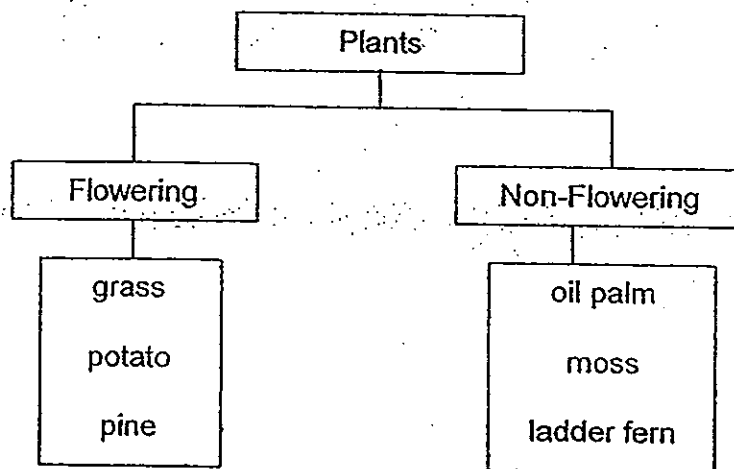 Plants
Flowering
Non-Flowering
grass
potato
pine
oil palm
moss
ladder fern